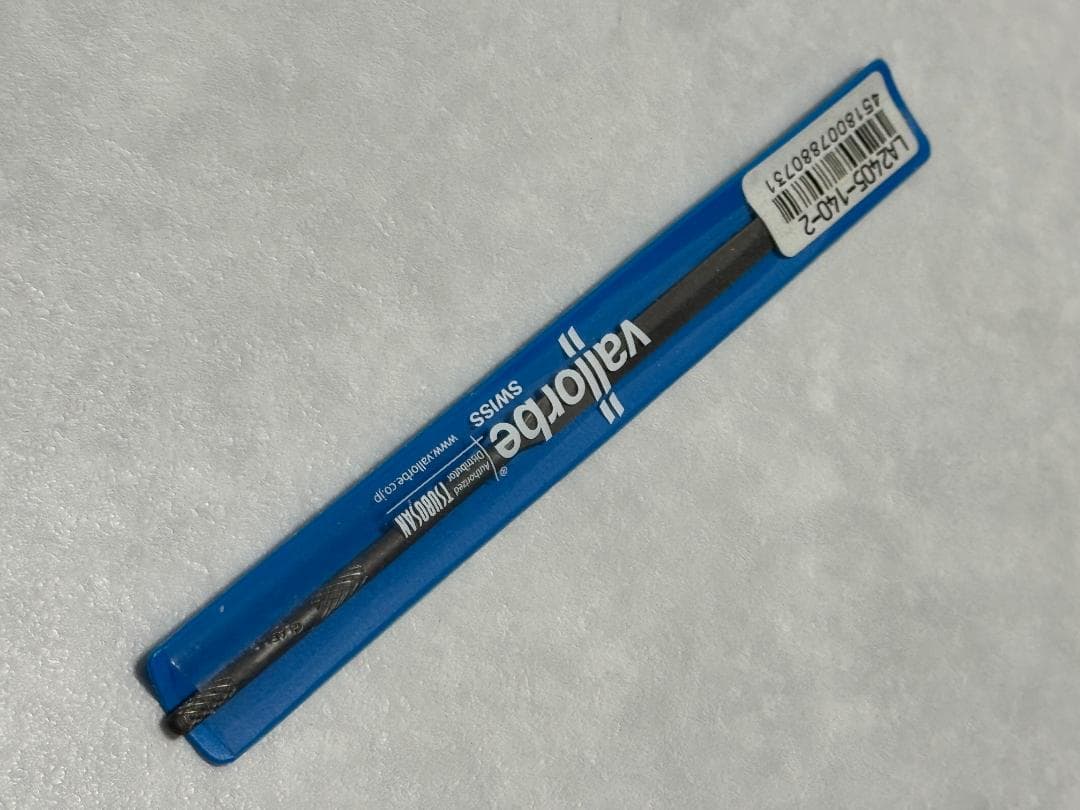 LA2405-140-2
4518007880731
vallorbe®
SWISS
www.vallorbe.co.jp
Authorized
Distributor
TSUBOSAN